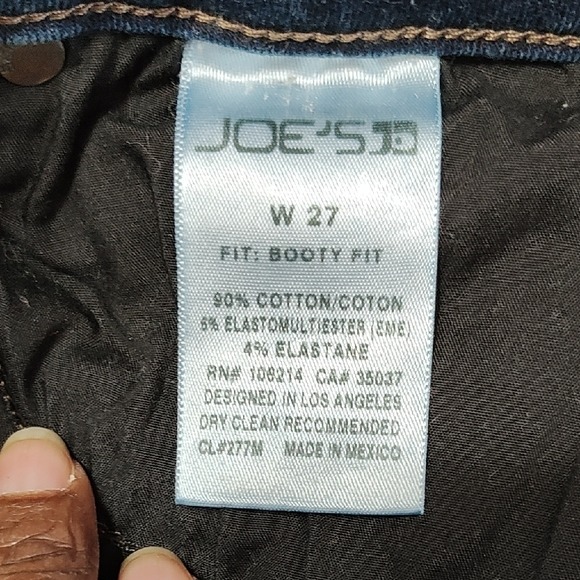 JOE'S
W 27
FIT: BOOTY FIT
90% COTTON/COTON
6% ELASTOMULTIESTER (EME)
4% ELASTANE
RN# 106214 CA# 35037
DESIGNED IN LOS ANGELES
DRY CLEAN RECOMMENDED
CL#277M MADE IN MEXICO